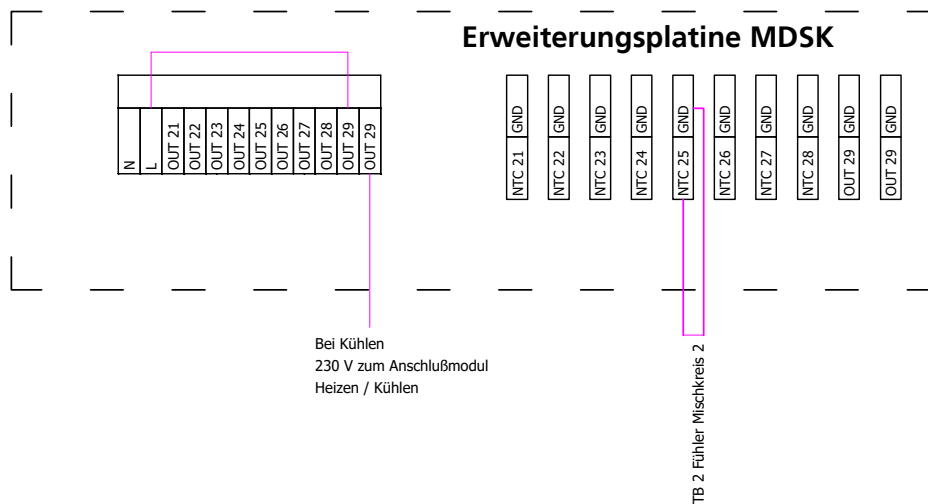 Erweiterungsplatine MDSK
N
L
OUT 21
OUT 22
OUT 23
OUT 24
OUT 25
OUT 26
OUT 27
OUT 28
OUT 29
OUT 29
NTC 21 GND
NTC 22 GND
NTC 23 GND
NTC 24 GND
NTC 25 GND
NTC 26 GND
NTC 27 GND
NTC 28 GND
OUT 29 GND
OUT 29 GND
Bei Kühlen
230 V zum Anschlußmodul
Heizen / Kühlen
TB 2 Fühler Mischkreis 2